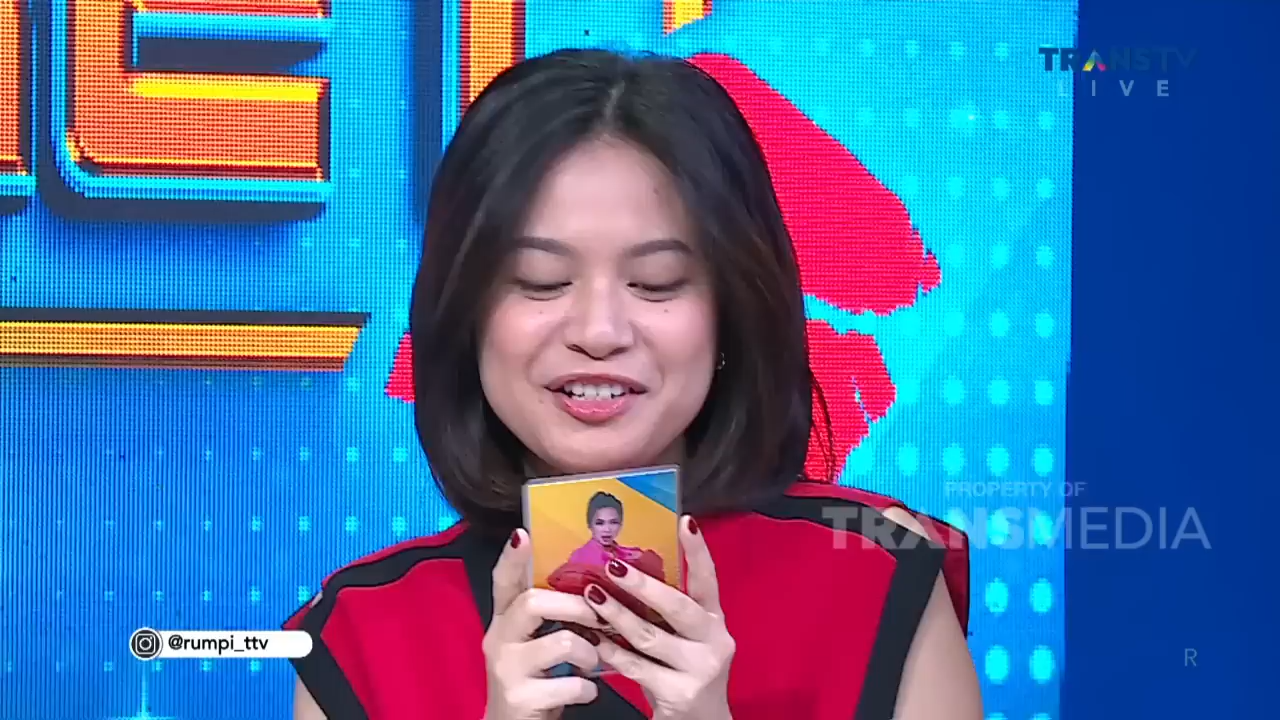 TRANSTV
LIVE
PROPERTY OF
TRANSMEDIA
@rumpi_ttv
R